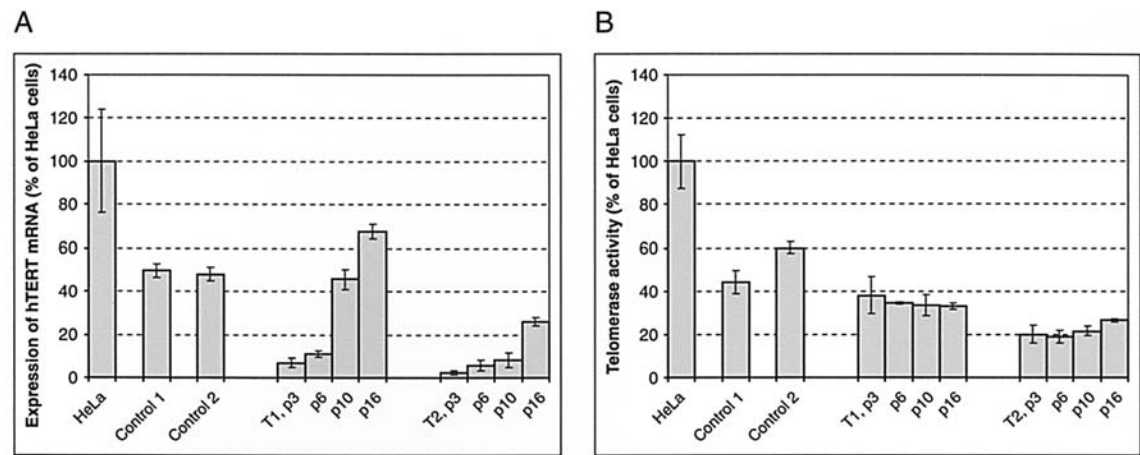 A
Expression of hTERT mRNA (% of HeLa cells)
140
120
100
80
60
40
20
0
HeLa
Control 1
Control 2
T1, p3
p6
p10
p16
T2, p3
p6
p10
p16
B
Telomerase activity (% of HeLa cells)
140
120
100
80
60
40
20
0
HeLa
Control 1
Control 2
T1, p3
p6
p10
p16
T2, p3
p6
p10
p16